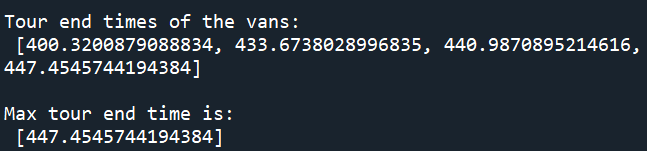 Tour end times of the vans:
[400.3200879088834, 433.6738028996835, 440.9870895214616,
447.4545744194384]
Max tour end time is:
[447.4545744194384]